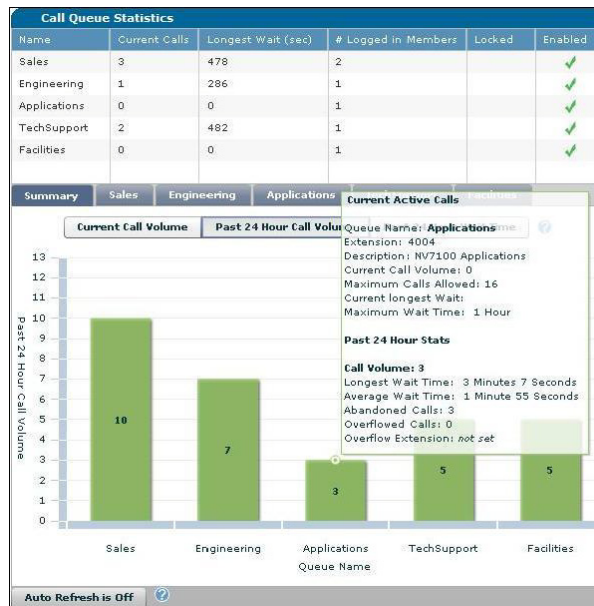 Call Queue Statistics
Name Current Calls Longest Wait (sec) # Logged in Members Locked Enabled
Sales 3 478 2
Engineering 1 286 1
Applications 0 0 1
TechSupport 2 482 1
Facilities 0 0 1
Summary Sales Engineering Applications Facilities
Current Call Volume Past 24 Hour Call Volu Time ?
Current Active Calls
Queue Name: Applications
Extension: 4004
Description: NV7100 Applications
Current Call Volume: 0
Maximum Calls Allowed: 16
Current longest Wait:
Maximum Wait Time: 1 Hour
Past 24 Hour Stats
Call Volume: 3
Longest Wait Time: 3 Minutes 7 Seconds
Average Wait Time: 1 Minute 55 Seconds
Abandoned Calls: 3
Overflowed Calls: 0
Overflow Extension: not set
Past 24 Hour Call Volume
13
12
11
10
9
8
7
6
5
4
3
2
1
0
10
7
3
5
5
Sales Engineering Applications TechSupport Facilities
Queue Name
Auto Refresh is Off ?